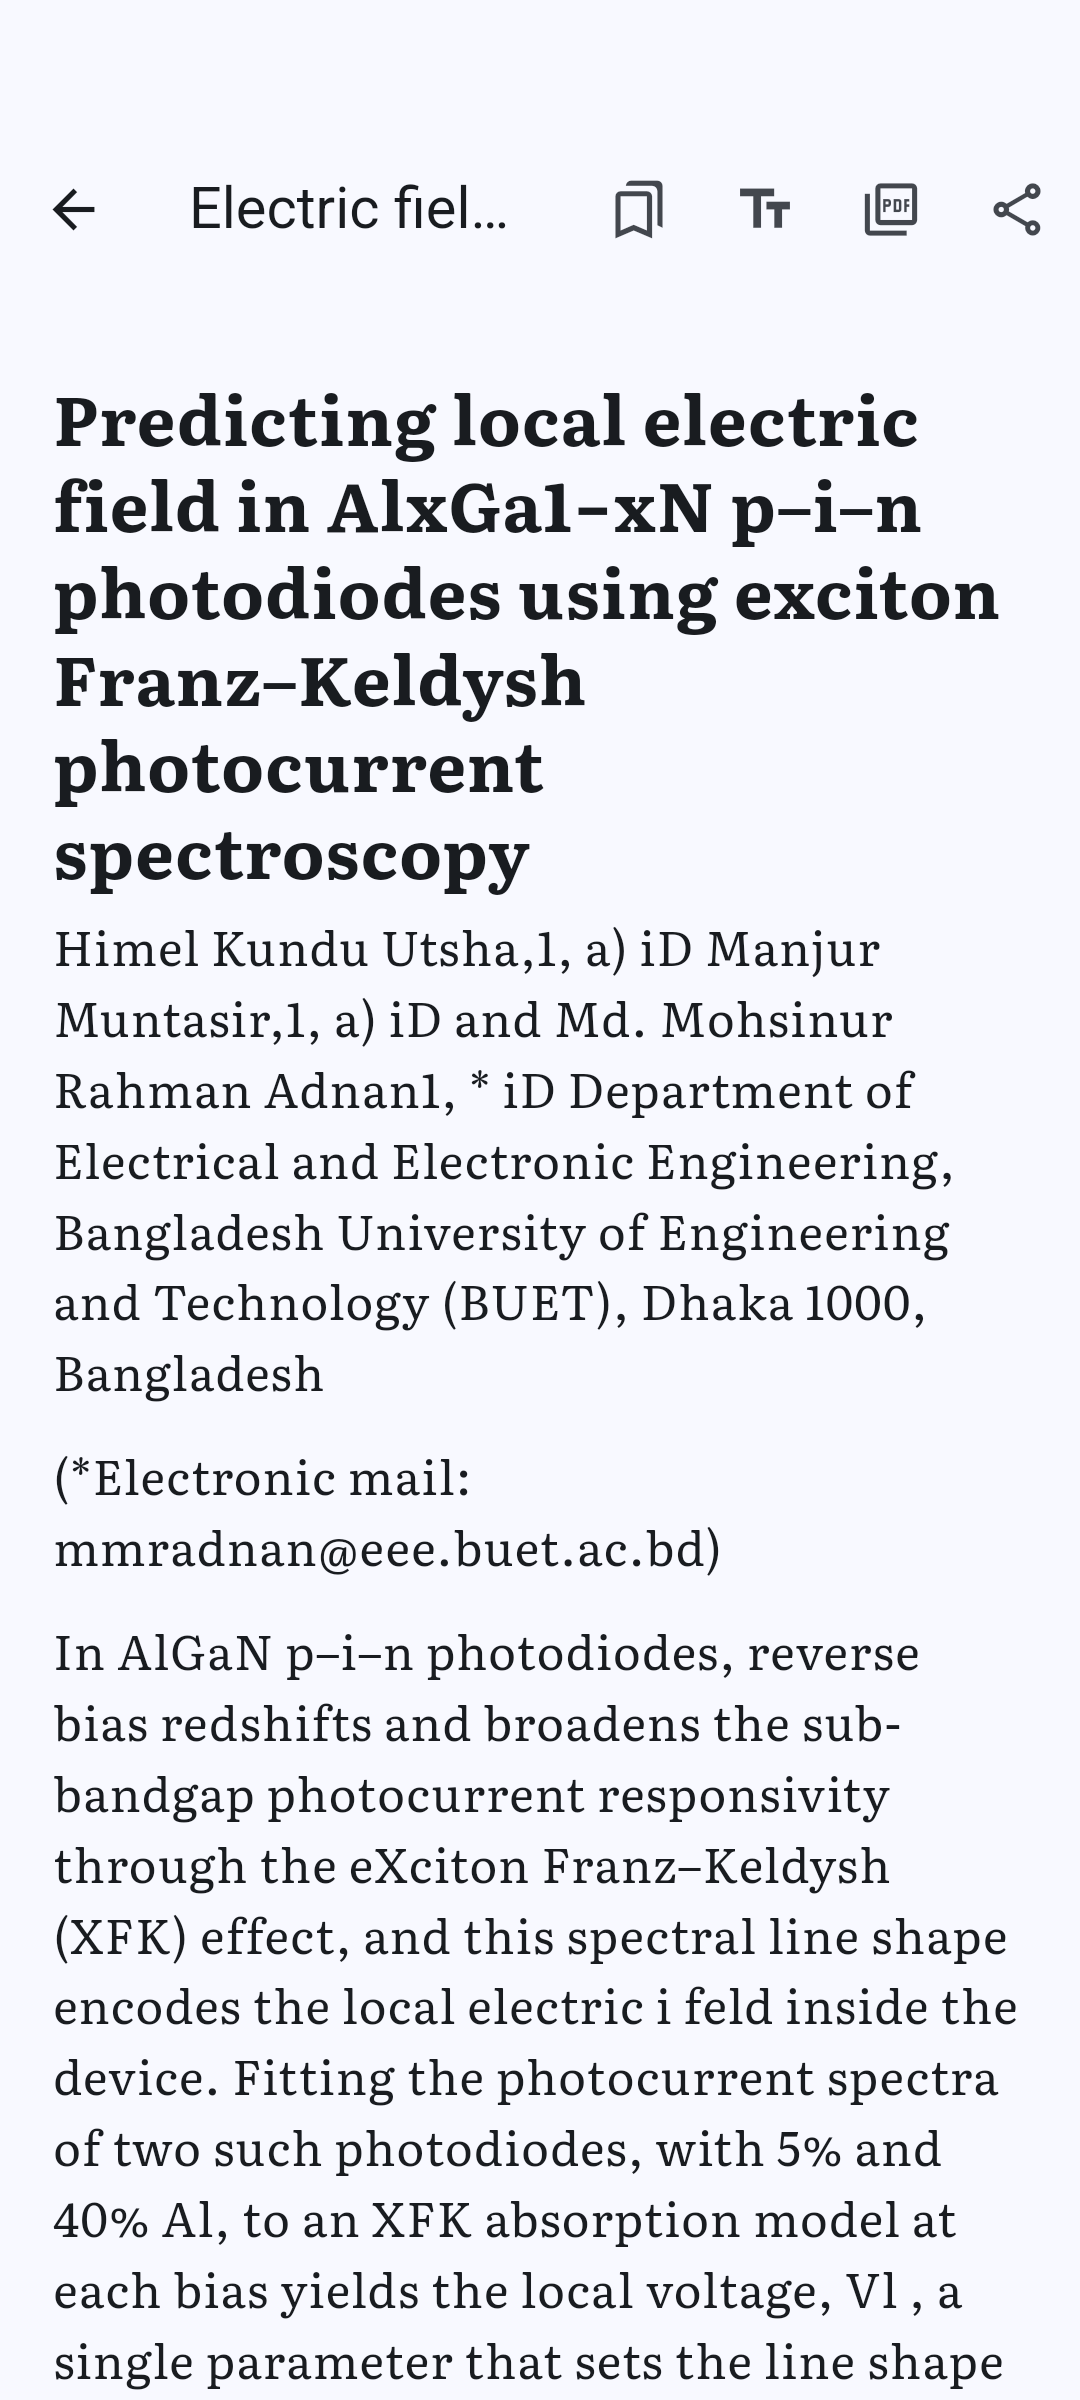 Electric fiel...
PDF
Predicting local electric
field in AlxGa1−xN p–i–n
photodiodes using exciton
Franz–Keldysh
photocurrent
spectroscopy
Himel Kundu Utsha,1, a) iD Manjur
Muntasir,1, a) iD and Md. Mohsinur
Rahman Adnan1, * iD Department of
Electrical and Electronic Engineering,
Bangladesh University of Engineering
and Technology (BUET), Dhaka 1000,
Bangladesh
(*Electronic mail:
mmradnan@eee.buet.ac.bd)
In AlGaN p–i–n photodiodes, reverse
bias redshifts and broadens the sub-
bandgap photocurrent responsivity
through the eXciton Franz–Keldysh
(XFK) effect, and this spectral line shape
encodes the local electric i feld inside the
device. Fitting the photocurrent spectra
of two such photodiodes, with 5% and
40% Al, to an XFK absorption model at
each bias yields the local voltage, Vl , a
single parameter that sets the line shape